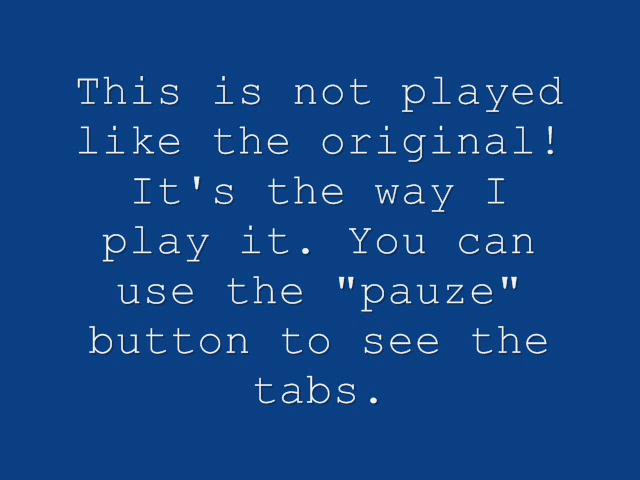 This is not played
like the original!
It's the way I
play it. You can
use the "pauze"
button to see the
tabs.